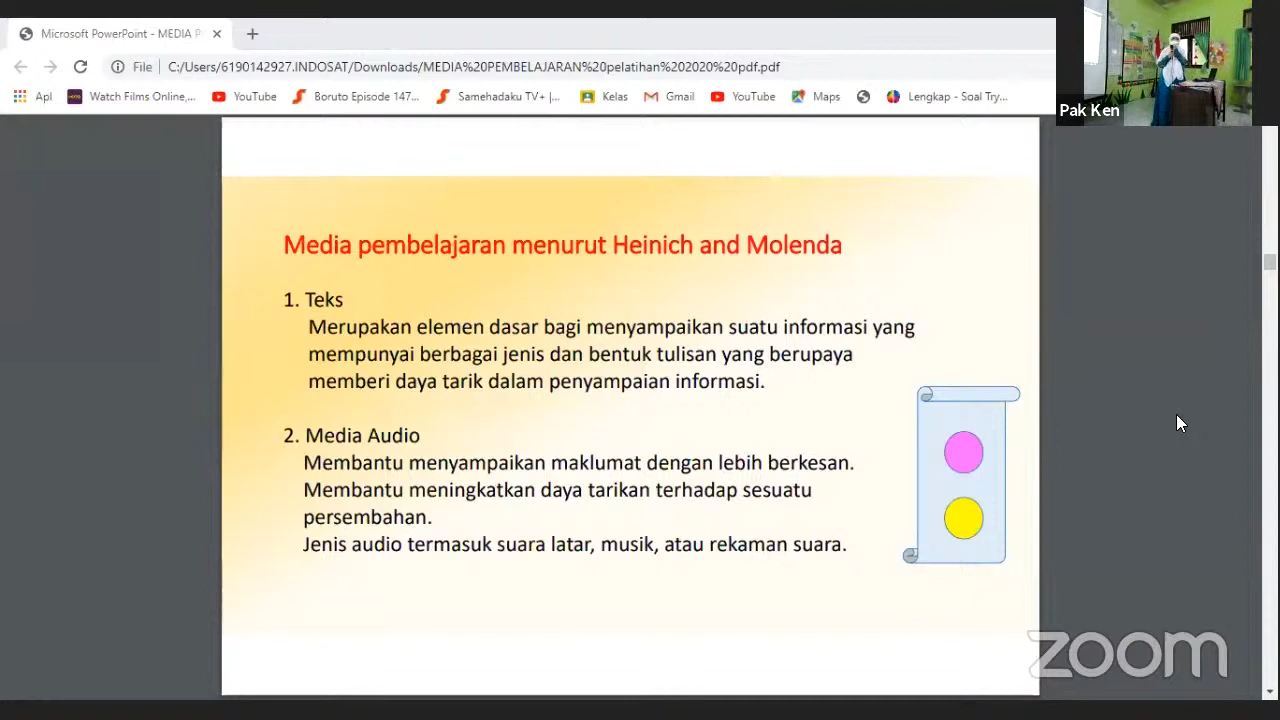 Microsoft PowerPoint - MEDIA P
File
C:/Users/6190142927.INDOSAT/Downloads/MEDIA%20PEMBELAJARAN%20pelatihan%202020%20pdf.pdf
Apl
Watch Films Online,...
YouTube
Boruto Episode 147...
Samehadaku TV+ |...
Kelas
Gmail
YouTube
Maps
Lengkap - Soal Try...
Pak Ken
Media pembelajaran menurut Heinich and Molenda
1. Teks
Merupakan elemen dasar bagi menyampaikan suatu informasi yang
mempunyai berbagai jenis dan bentuk tulisan yang berupaya
memberi daya tarik dalam penyampaian informasi.
2. Media Audio
Membantu menyampaikan maklumat dengan lebih berkesan.
Membantu meningkatkan daya tarikan terhadap sesuatu
persembahan.
Jenis audio termasuk suara latar, musik, atau rekaman suara.
zoom